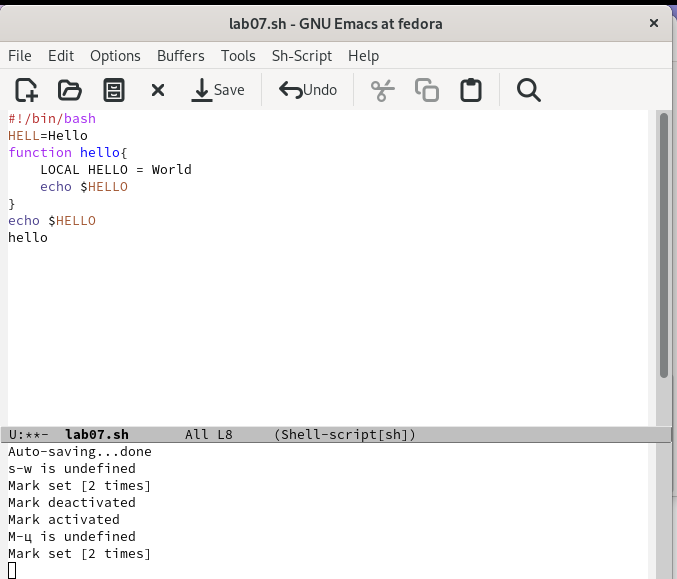 lab07.sh - GNU Emacs at fedora
File Edit Options Buffers Tools Sh-Script Help
Save Undo
#!/bin/bash
HELL=Hello
function hello{
    LOCAL HELLO = World
    echo $HELLO
}
echo $HELLO
hello
U:**-  lab07.sh       All L8     (Shell-script[sh])
Auto-saving...done
s-w is undefined
Mark set [2 times]
Mark deactivated
Mark activated
M-ц is undefined
Mark set [2 times]